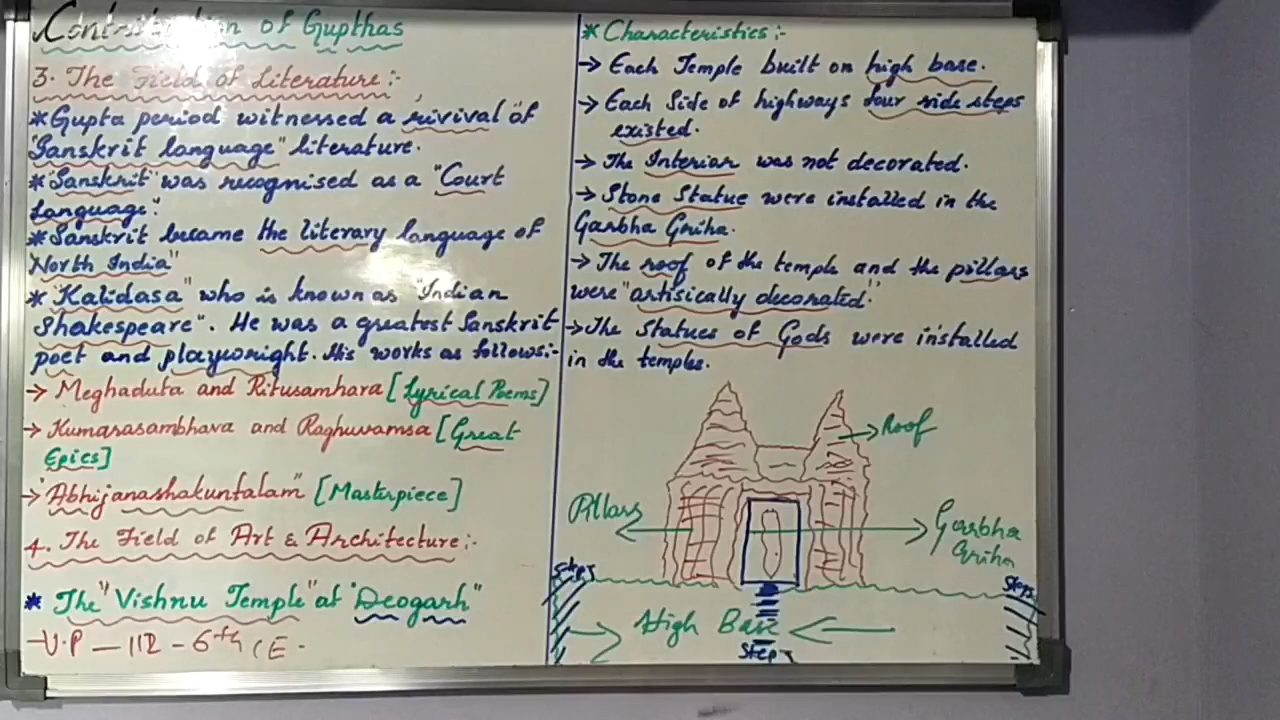 Contribution of Gupthas
3. The Field of Literature:-
* Gupta period witnessed a rivival of
"Sanskrit language" literature.
* "Sanskrit" was recognised as a "Court
Language".
* Sanskrit became the literary language of
"North India"
* "Kalidasa" who is known as "Indian
Shakespeare". He was a greatest Sanskrit
poet and playwright. His works as follows:-
→ Meghaduta and Ritusamhara [Lyrical Poems]
→ Kumarasambhava and Raghuvamsa [Great
Epics]
→ "Abhijanashakuntalam" [Masterpiece]
4. The Field of Art & Architecture:-
* The "Vishnu Temple" at "Deogarh"
-U.P - 6th CE-
* Characteristics:-
→ Each Temple built on high base.
→ Each Side of highways four side steps
existed.
→ The Interiar was not decorated.
→ Stone Statue were installed in the
Garbha Griha.
→ The roof of the temple and the pillars
were "artisically decorated."
→ The Statues of Gods were installed
in the temples.
Roof
Pillars
Garbha
Griha
Steps
Steps
High Base
Steps